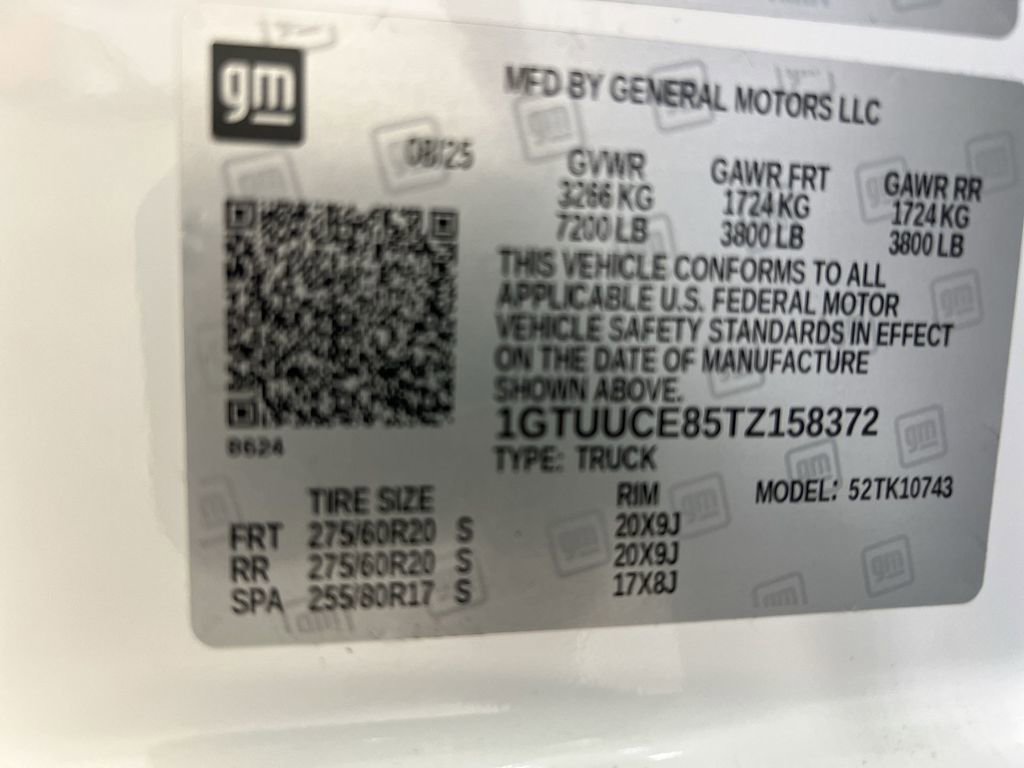 gm
MFD BY GENERAL MOTORS LLC
08/25
GVWR GAWR FRT GAWR RR
3266 KG 1724 KG 1724 KG
7200 LB 3800 LB 3800 LB
THIS VEHICLE CONFORMS TO ALL
APPLICABLE U.S. FEDERAL MOTOR
VEHICLE SAFETY STANDARDS IN EFFECT
ON THE DATE OF MANUFACTURE
SHOWN ABOVE.
1GTUUCE85TZ158372
8624
TYPE: TRUCK
MODEL: 52TK10743
TIRE SIZE RIM
FRT 275/60R20 S 20X9J
RR 275/60R20 S 20X9J
SPA 255/80R17 S 17X8J